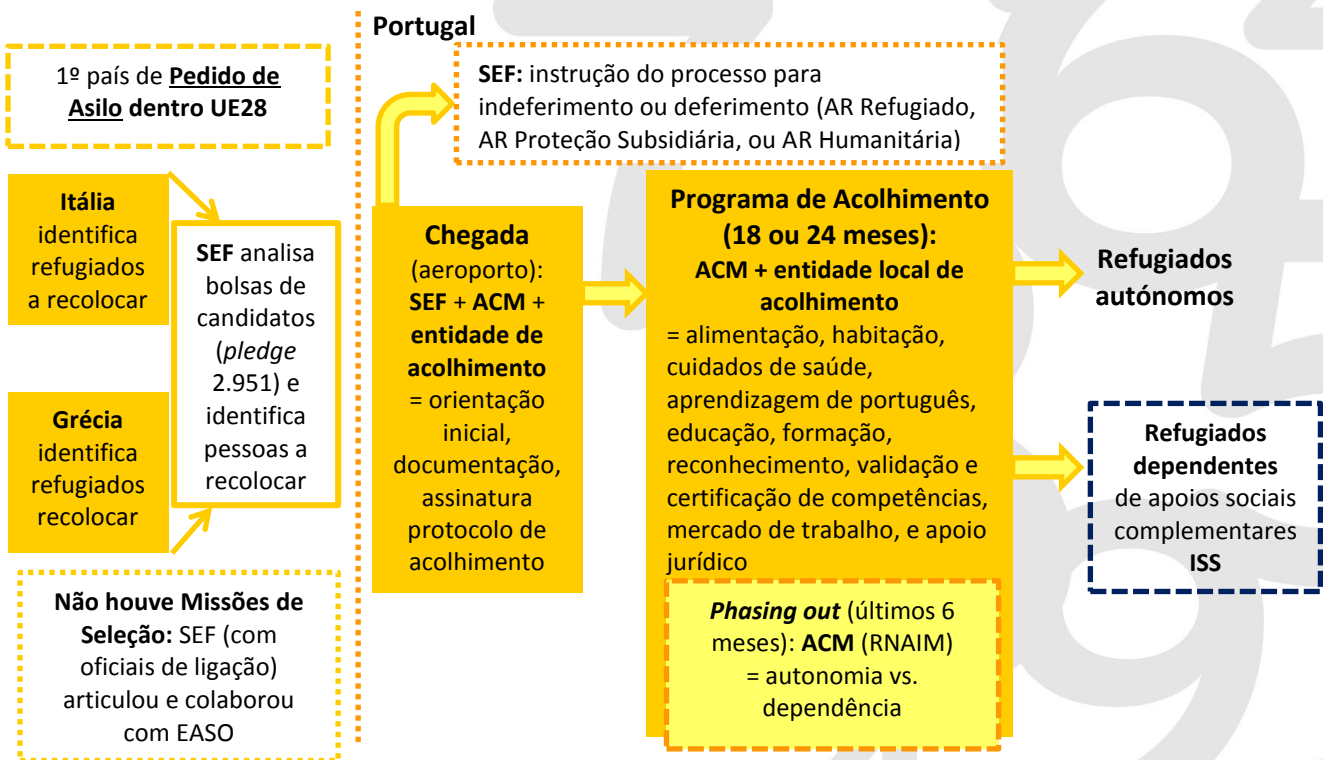 Portugal
1º país de Pedido de
Asilo dentro UE28
SEF: instrução do processo para
indeferimento ou deferimento (AR Refugiado,
AR Proteção Subsidiária, ou AR Humanitária)
Itália
identifica
refugiados
a recolocar
Grécia
identifica
refugiados
recolocar
SEF analisa
bolsas de
candidatos
(pledge
2.951) e
identifica
pessoas a
recolocar
Não houve Missões de
Seleção: SEF (com
oficiais de ligação)
articulou e colaborou
com EASO
Chegada
(aeroporto):
SEF + ACM +
entidade de
acolhimento
= orientação
inicial,
documentação,
assinatura
protocolo de
acolhimento
Programa de Acolhimento
(18 ou 24 meses):
ACM + entidade local de
acolhimento
= alimentação, habitação,
cuidados de saúde,
aprendizagem de português,
educação, formação,
reconhecimento, validação e
certificação de competências,
mercado de trabalho, e apoio
jurídico
Phasing out (últimos 6
meses): ACM (RNAIM)
= autonomia vs.
dependência
Refugiados
autónomos
Refugiados
dependentes
de apoios sociais
complementares
ISS